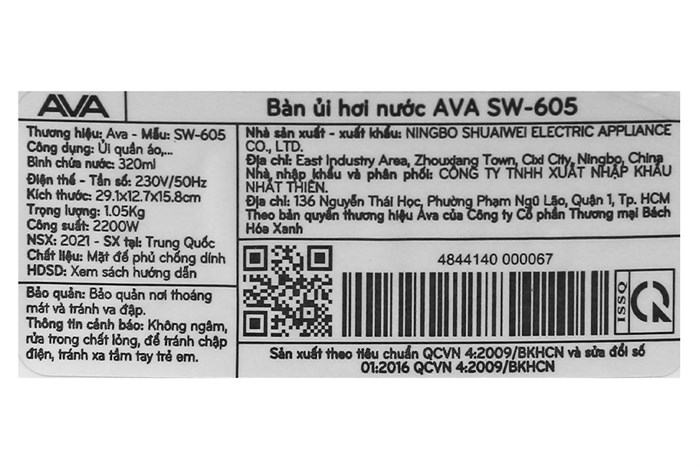 AVA
Bàn ủi hơi nước AVA SW-605
Thương hiệu: Ava - Mẫu: SW-605
Công dụng: Ủi quần áo,...
Bình chứa nước: 320ml
Điện thế - Tần số: 230V/50Hz
Kích thước: 29.1x12.7x15.8cm
Trọng lượng: 1.05Kg
Công suất: 2200W
NSX: 2021 - SX tại: Trung Quốc
Chất liệu: Mặt đế phủ chống dính
HDSD: Xem sách hướng dẫn
Bảo quản: Bảo quản nơi thoáng
mát và tránh va đập.
Thông tin cảnh báo: Không ngâm,
rửa trong chất lỏng, để tránh chập
điện, tránh xa tầm tay trẻ em.
Nhà sản xuất - xuất khẩu: NINGBO SHUAIWEI ELECTRIC APPLIANCE
CO., LTD.
Địa chỉ: East Industry Area, Zhouxiang Town, Cixi City, Ningbo, China
Nhà nhập khẩu và phân phối: CÔNG TY TNHH XUẤT NHẬP KHẨU
NHẤT THIÊN.
Địa chỉ: 136 Nguyễn Thái Học, Phường Phạm Ngũ Lão, Quận 1, Tp. HCM
Theo bản quyền thương hiệu Ava của Công ty Cổ phần Thương mại Bách
Hóa Xanh
4844140 000067
ISSQ
Sản xuất theo tiêu chuẩn QCVN 4:2009/BKHCN và sửa đổi số
01:2016 QCVN 4:2009/BKHCN